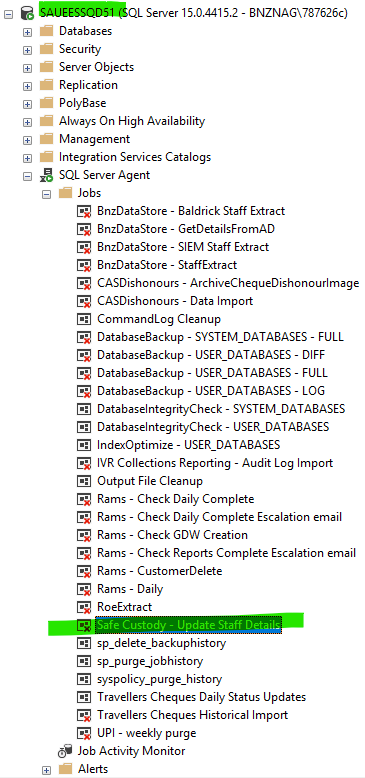 SAUEESSQD51 (SQL Server 15.0.4415.2 - BNZNAG\787626c)
Databases
Security
Server Objects
Replication
PolyBase
Always On High Availability
Management
Integration Services Catalogs
SQL Server Agent
Jobs
BnzDataStore - Baldrick Staff Extract
BnzDataStore - GetDetailsFromAD
BnzDataStore - SIEM Staff Extract
BnzDataStore - StaffExtract
CASDishonours - ArchiveChequeDishonourImage
CASDishonours - Data Import
CommandLog Cleanup
DatabaseBackup - SYSTEM_DATABASES - FULL
DatabaseBackup - USER_DATABASES - DIFF
DatabaseBackup - USER_DATABASES - FULL
DatabaseBackup - USER_DATABASES - LOG
DatabaseIntegrityCheck - SYSTEM_DATABASES
DatabaseIntegrityCheck - USER_DATABASES
IndexOptimize - USER_DATABASES
IVR Collections Reporting - Audit Log Import
Output File Cleanup
Rams - Check Daily Complete
Rams - Check Daily Complete Escalation email
Rams - Check GDW Creation
Rams - Check Reports Complete Escalation email
Rams - CustomerDelete
Rams - Daily
RoeExtract
Safe Custody - Update Staff Details
sp_delete_backuphistory
sp_purge_jobhistory
syspolicy_purge_history
Travellers Cheques Daily Status Updates
Travellers Cheques Historical Import
UPI - weekly purge
Job Activity Monitor
Alerts